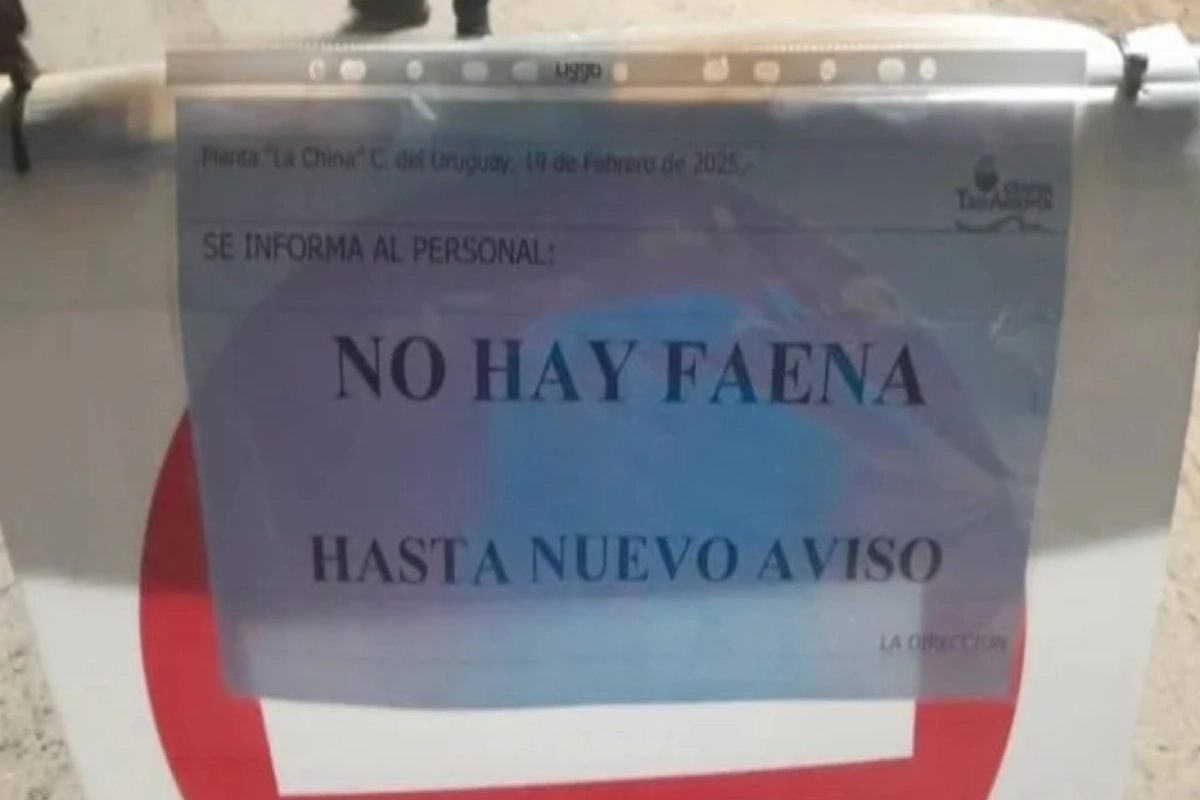 Planta "La China" C. del Uruguay, 19 de Febrero de 2025.-
SE INFORMA AL PERSONAL:
NO HAY FAENA
HASTA NUEVO AVISO
LA DIRECCION